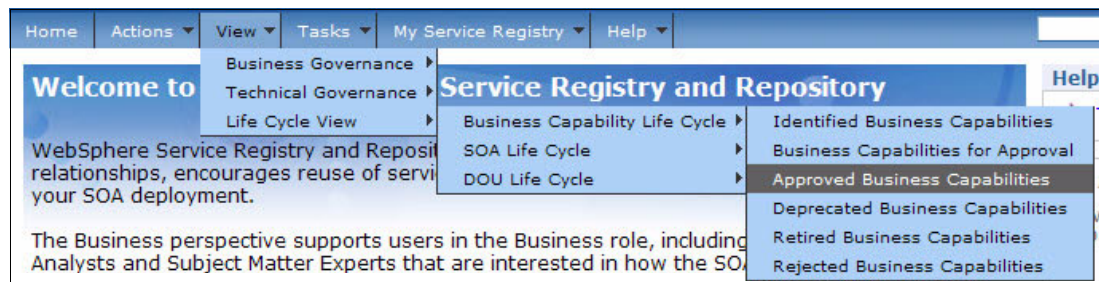 Home Actions View Tasks My Service Registry Help
Business Governance
Technical Governance
Life Cycle View
Business Capability Life Cycle
SOA Life Cycle
DOU Life Cycle
Identified Business Capabilities
Business Capabilities for Approval
Approved Business Capabilities
Deprecated Business Capabilities
Retired Business Capabilities
Rejected Business Capabilities
Welcome to Service Registry and Repository
Help
WebSphere Service Registry and
relationships, encourages reuse of
your SOA deployment.
The Business perspective supports users in the Business role, including
Analysts and Subject Matter Experts that are interested in how the